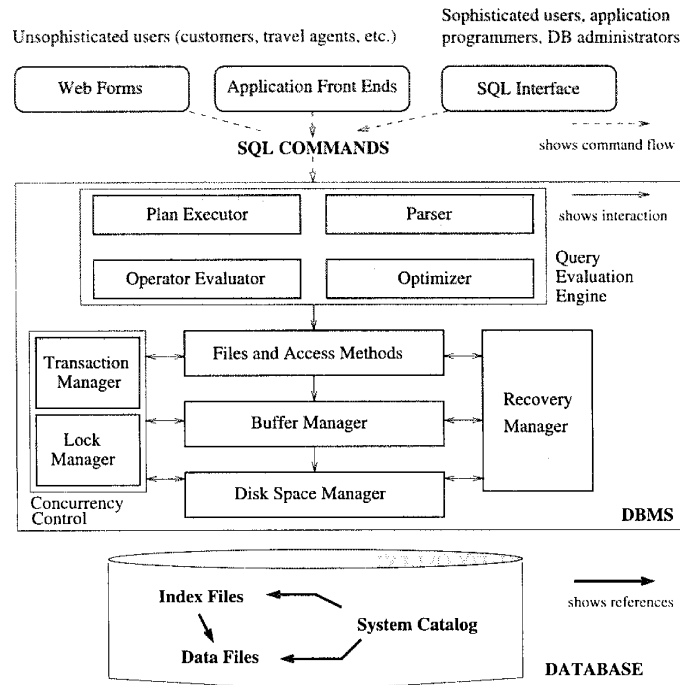 Unsophisticated users (customers, travel agents, etc.)
Sophisticated users, application
programmers, DB administrators
Web Forms
Application Front Ends
SQL Interface
SQL COMMANDS
shows command flow
Plan Executor
Parser
shows interaction
Operator Evaluator
Optimizer
Query
Evaluation
Engine
Transaction
Manager
Files and Access Methods
Recovery
Manager
Buffer Manager
Lock
Manager
Disk Space Manager
Concurrency
Control
DBMS
Index Files
System Catalog
Data Files
shows references
DATABASE